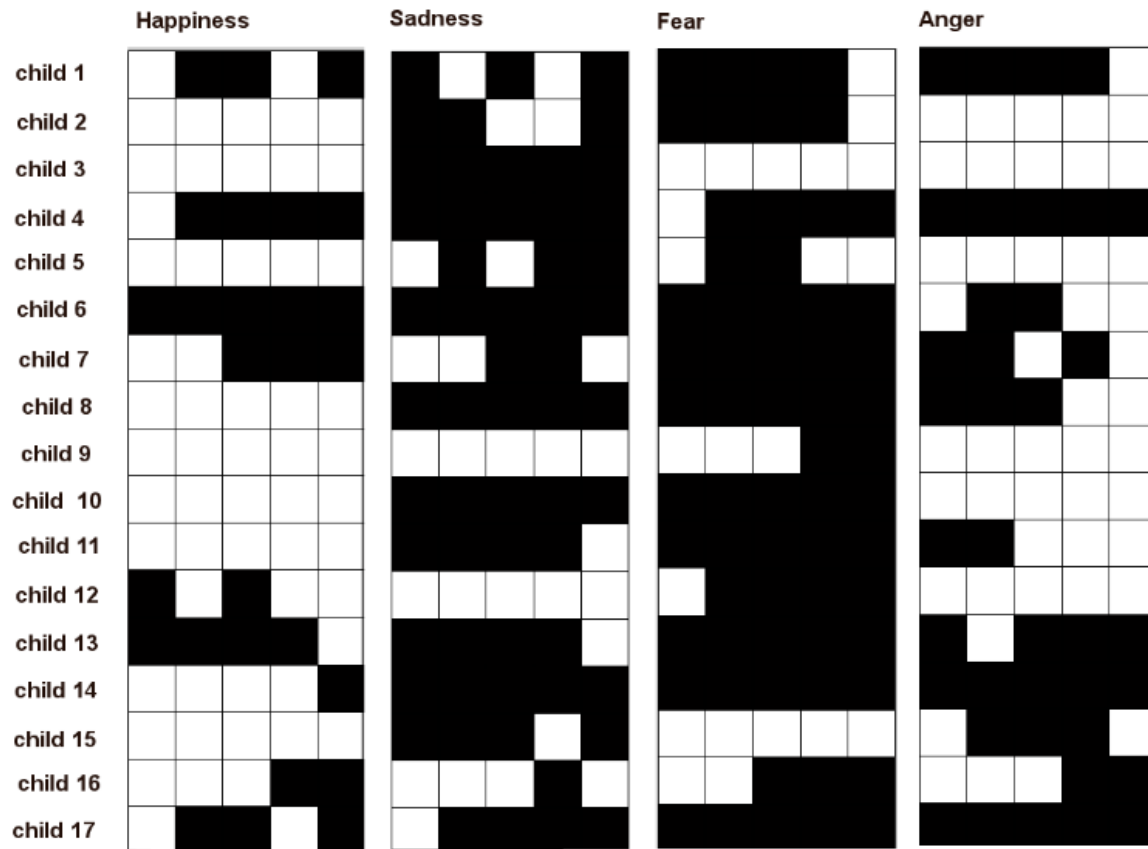 Happiness Sadness Fear Anger
child 1
child 2
child 3
child 4
child 5
child 6
child 7
child 8
child 9
child 10
child 11
child 12
child 13
child 14
child 15
child 16
child 17